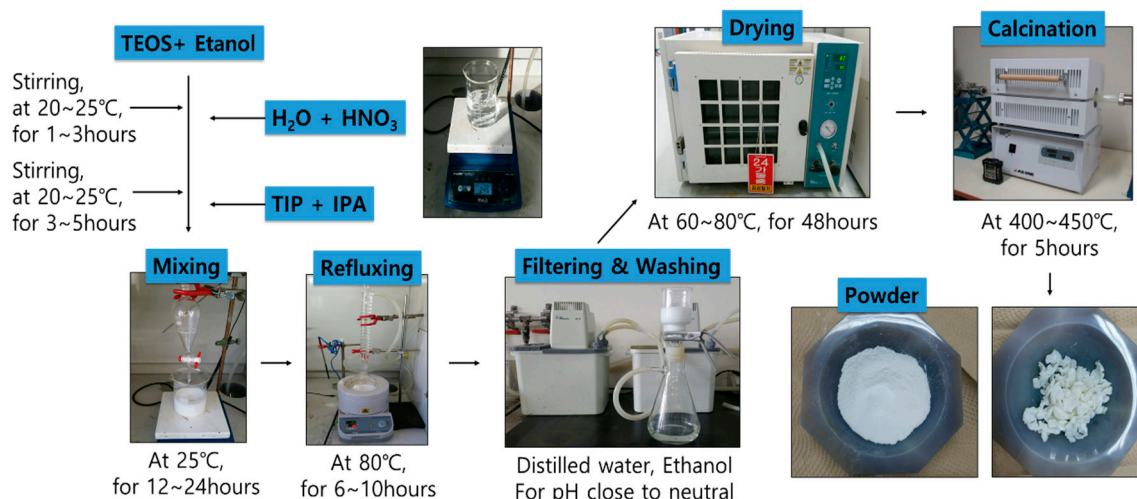 TEOS+ Etanol
Stirring,
at 20~25℃,
for 1~3hours
H₂O + HNO₃
Stirring,
at 20~25℃,
for 3~5hours
TIP + IPA
Mixing
At 25℃,
for 12~24hours
Refluxing
At 80℃,
for 6~10hours
Filtering & Washing
Distilled water, Ethanol
For pH close to neutral
Drying
24
At 60~80℃, for 48hours
Calcination
At 400~450℃,
for 5hours
Powder